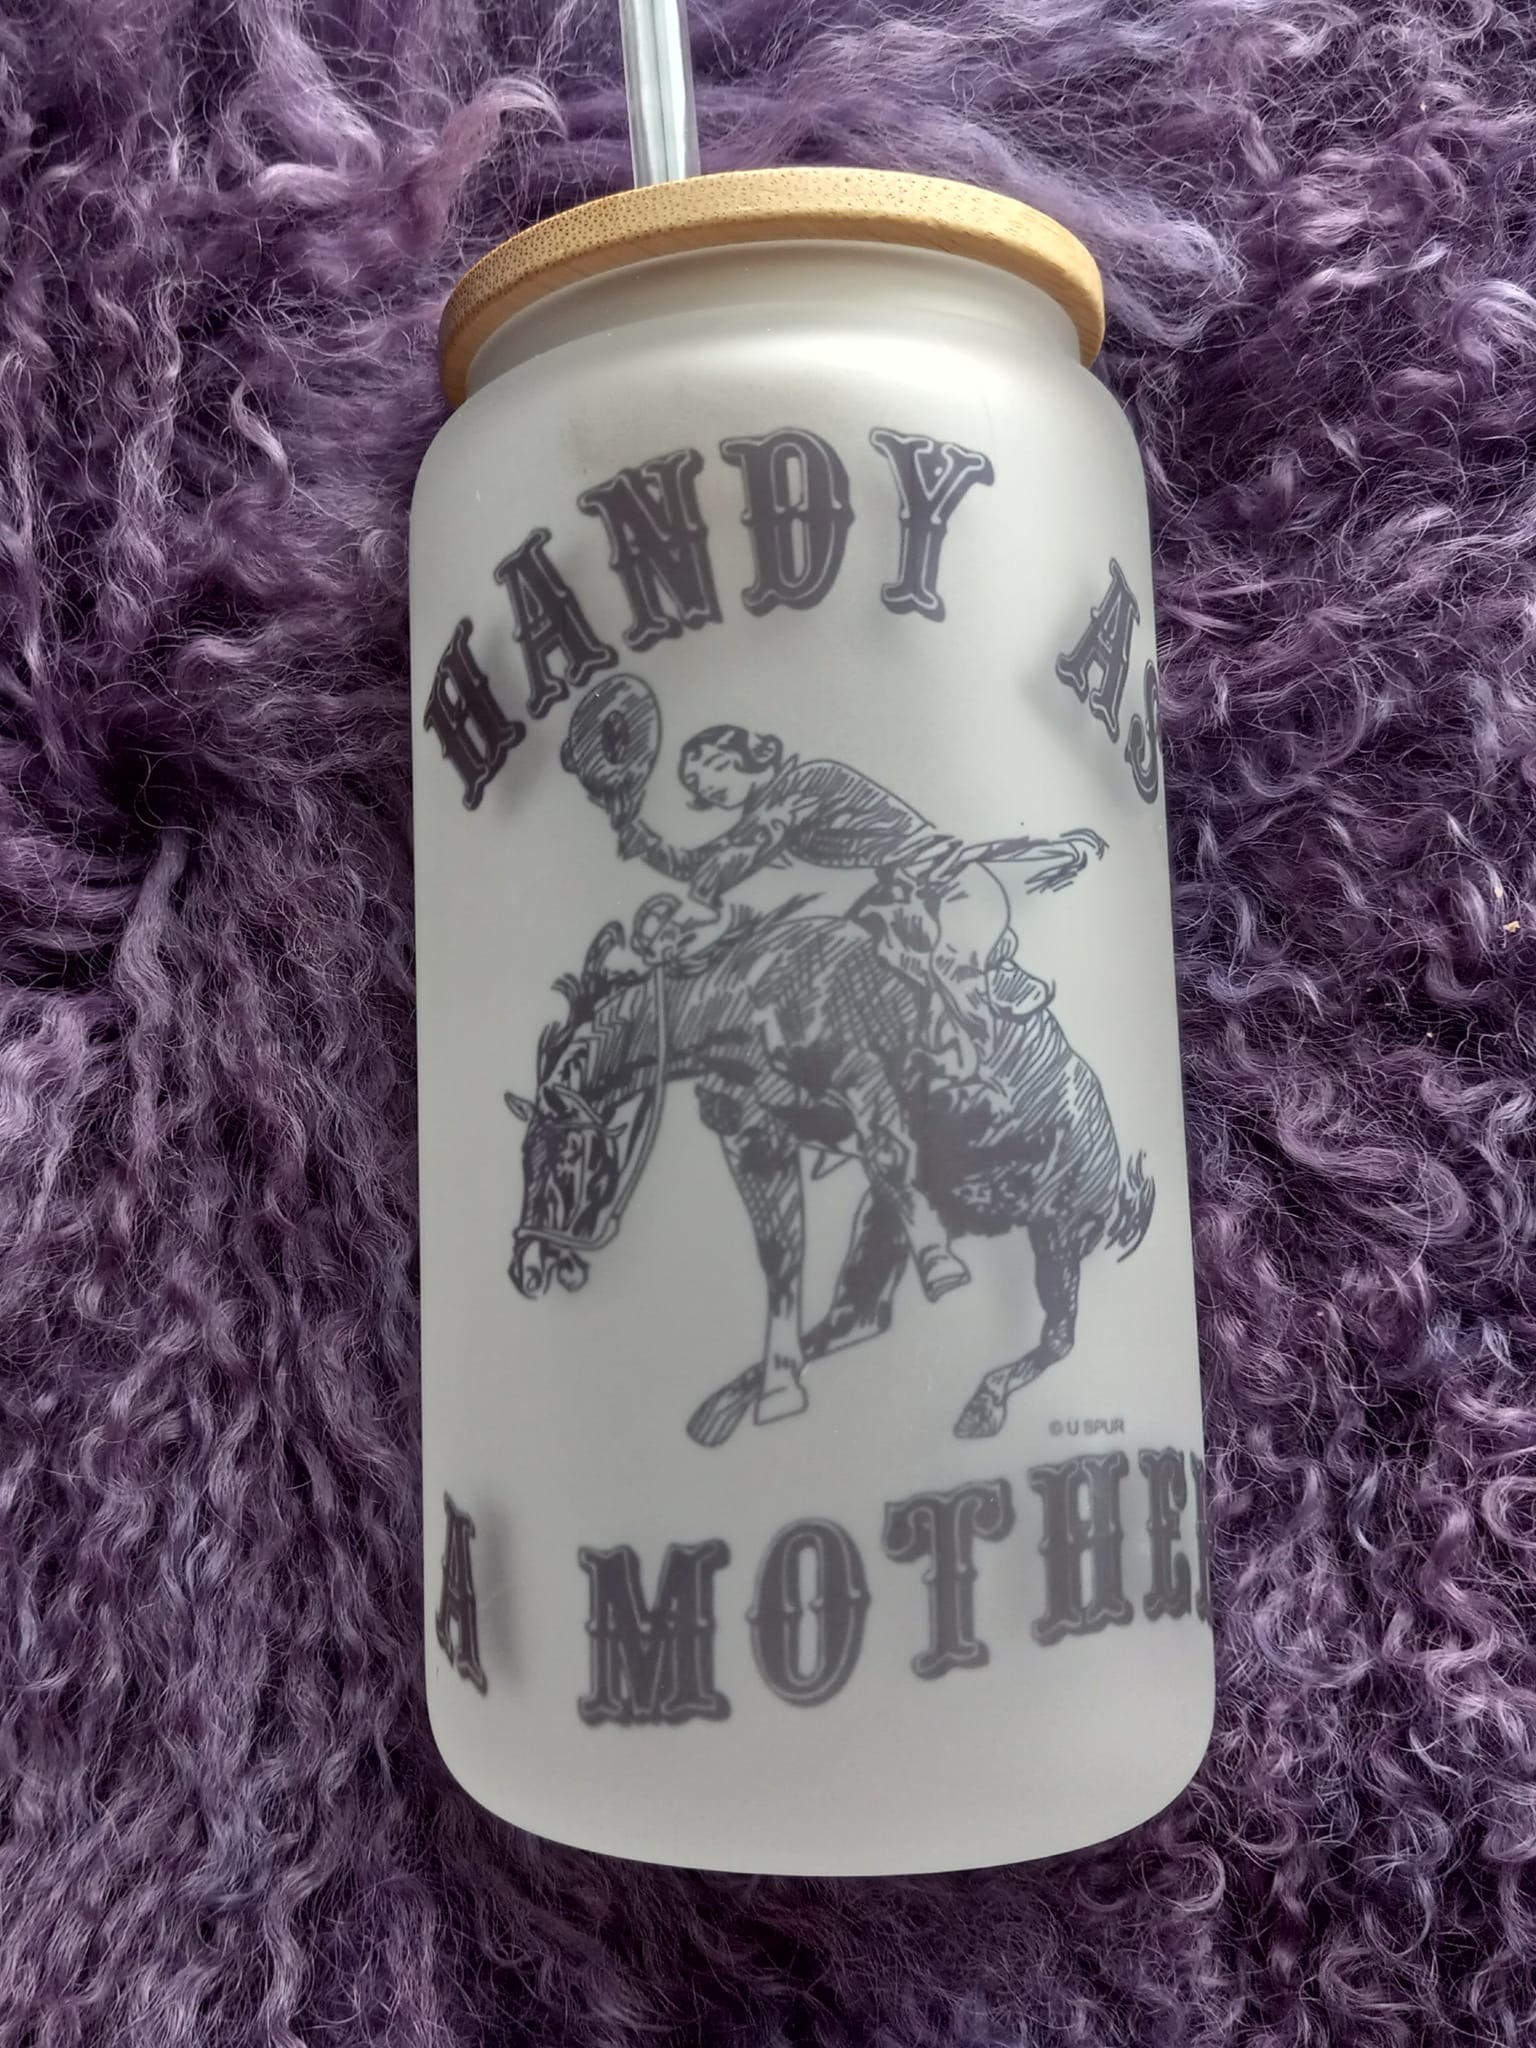 HANDY AS
© U SPUR
A MOTHE